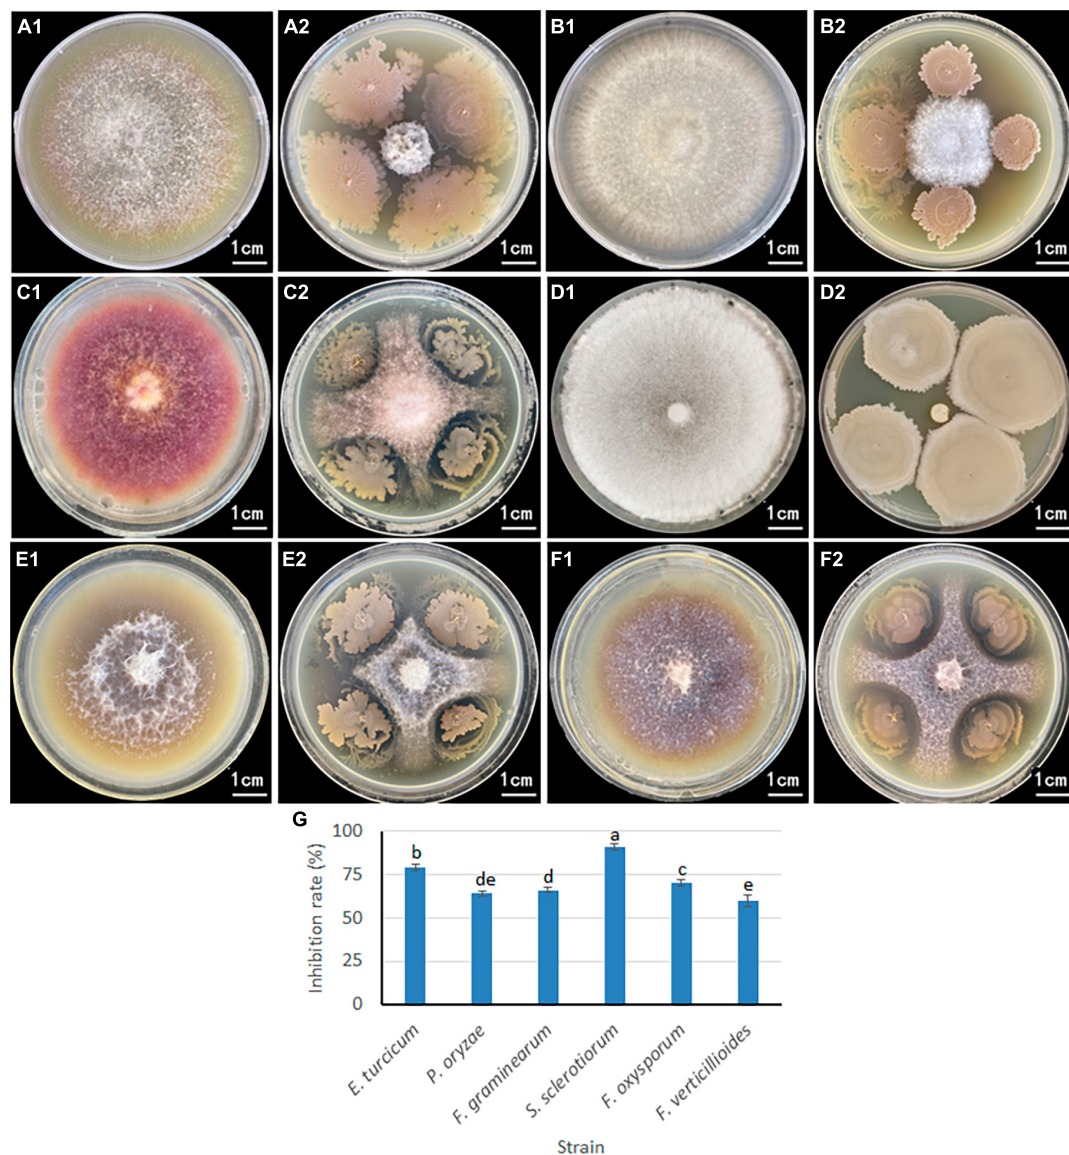 A1 A2 B1 B2
1cm 1cm 1cm 1cm
C1 C2 D1 D2
1cm 1cm 1cm 1cm
E1 E2 F1 F2
1cm 1cm 1cm 1cm
G
Inhibition rate (%)
100
75
50
25
0
b de d a c e
E. turcicum
P. oryzae
F. graminearum
S. sclerotiorum
F. oxysporum
F. verticillioides
Strain